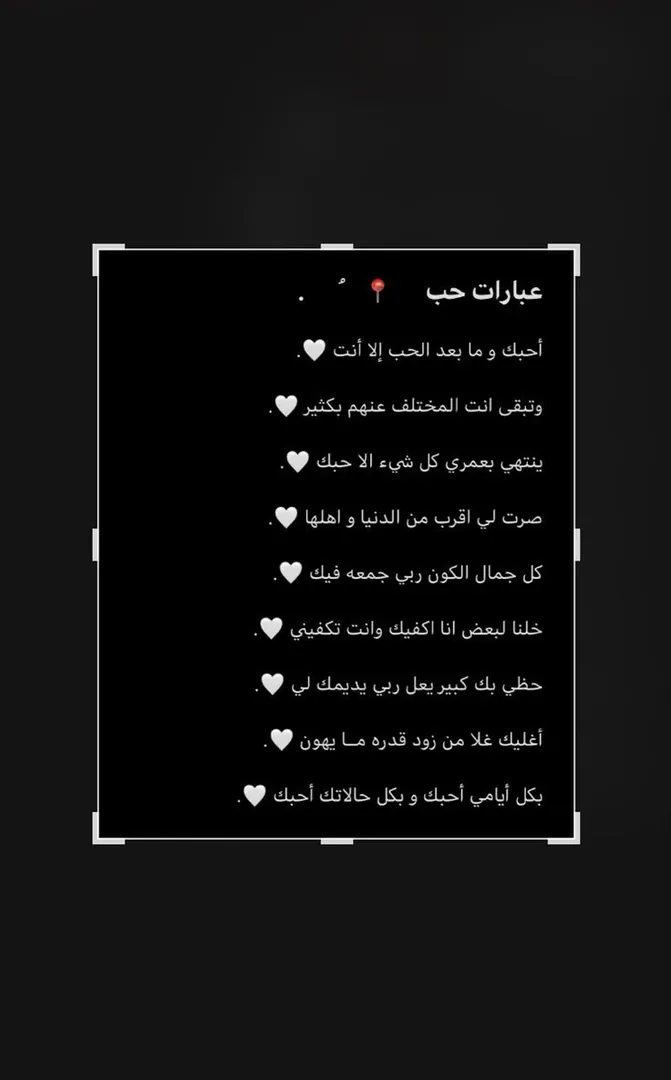 عبارات حب 📍 ُ .
أحبك و ما بعد الحب إلا أنت 🤍.
وتبقى انت المختلف عنهم بكثير 🤍.
ينتهي بعمري كل شيء الا حبك 🤍.
صرت لي اقرب من الدنيا و اهلها 🤍.
كل جمال الكون ربي جمعه فيك 🤍.
خلنا لبعض انا اكفيك وانت تكفيني 🤍.
حظي بك كبير يعل ربي يديمك لي 🤍.
أغليك غلا من زود قدره مـا يهون 🤍.
بكل أيامي أحبك و بكل حالاتك أحبك 🤍.